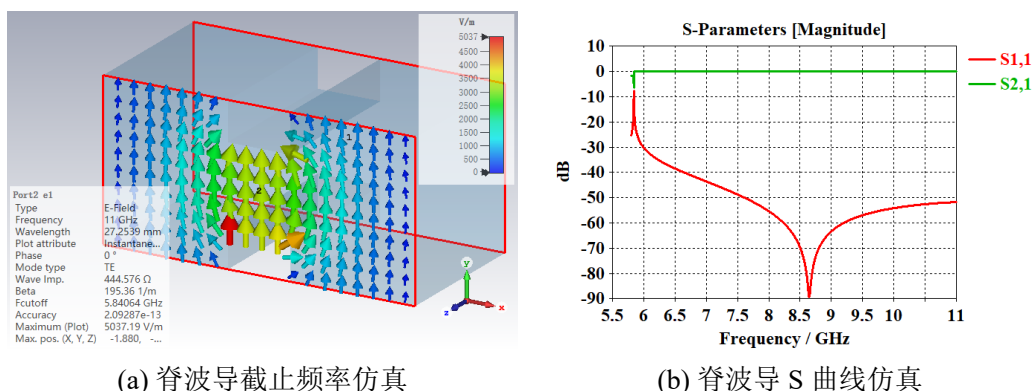 V/m
5037
4500
4000
3500
3000
2500
2000
1500
1000
500
0
1
2
Port2 e1
Type E-Field
Frequency 11 GHz
Wavelength 27.2539 mm
Plot attribute Instantane...
Phase 0 °
Mode type TE
Wave Imp. 444.576 Ω
Beta 195.36 1/m
Fcutoff 5.84064 GHz
Accuracy 2.09287e-13
Maximum (Plot) 5037.19 V/m
Max. pos. (X, Y, Z) -1.880, -...
y
z
x
(a) 脊波导截止频率仿真
S-Parameters [Magnitude]
10
0
-10
-20
-30
-40
-50
-60
-70
-80
-90
dB
5.5 6 6.5 7 7.5 8 8.5 9 9.5 10 11
Frequency / GHz
S1,1
S2,1
(b) 脊波导 S 曲线仿真